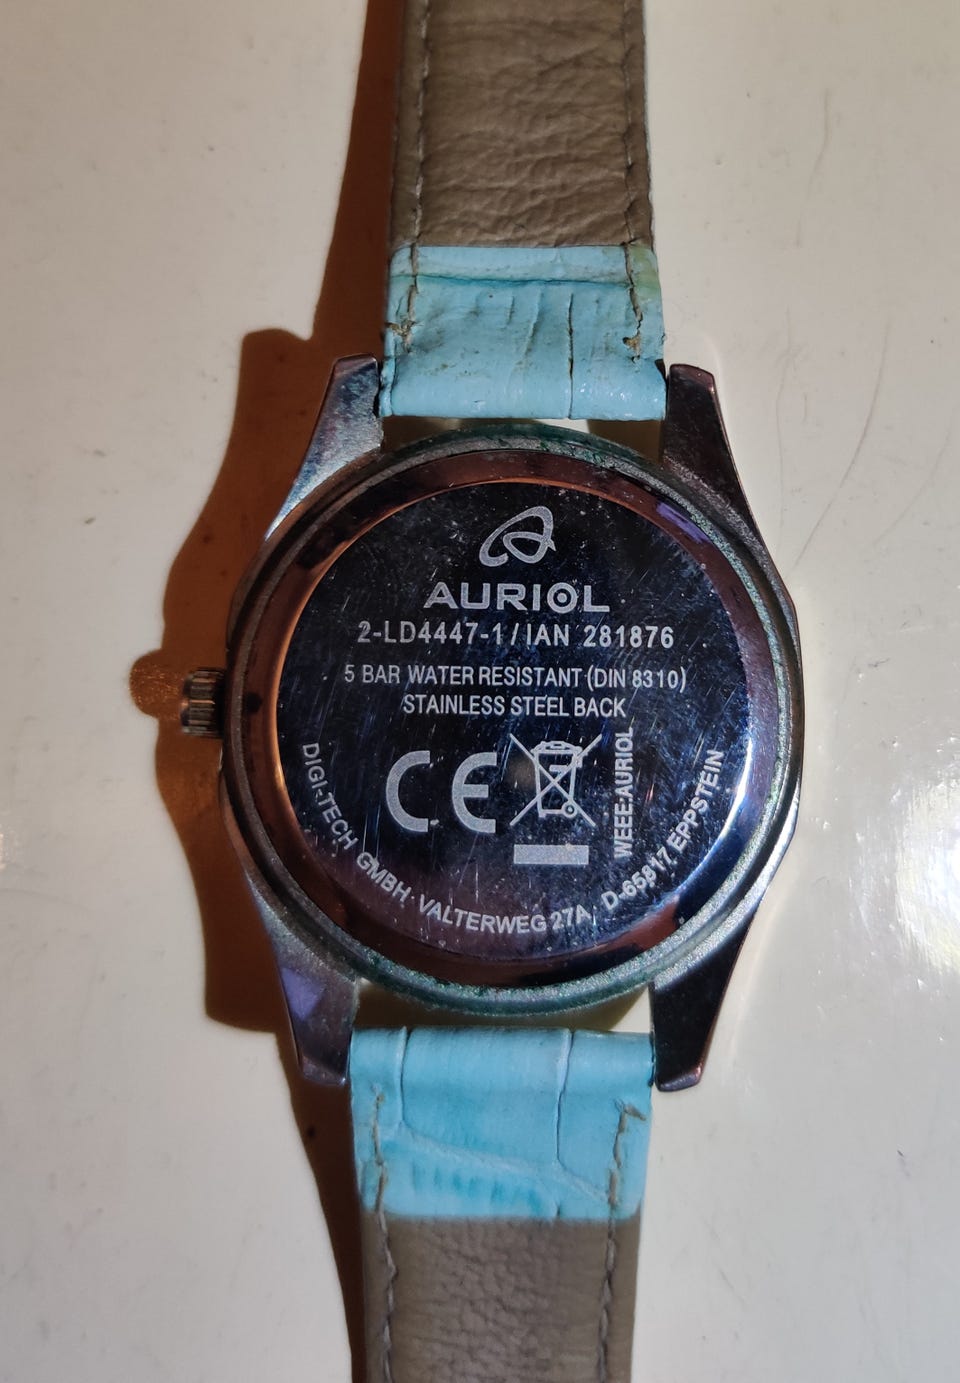 AURIOL
2-LD4447-1/IAN 281876
5 BAR WATER RESISTANT (DIN 8310)
STAINLESS STEEL BACK
CE
WEEE:AURIOL
DIGI-TECH GMBH· VALTERWEG 27A, D-65817 EPPSTEIN